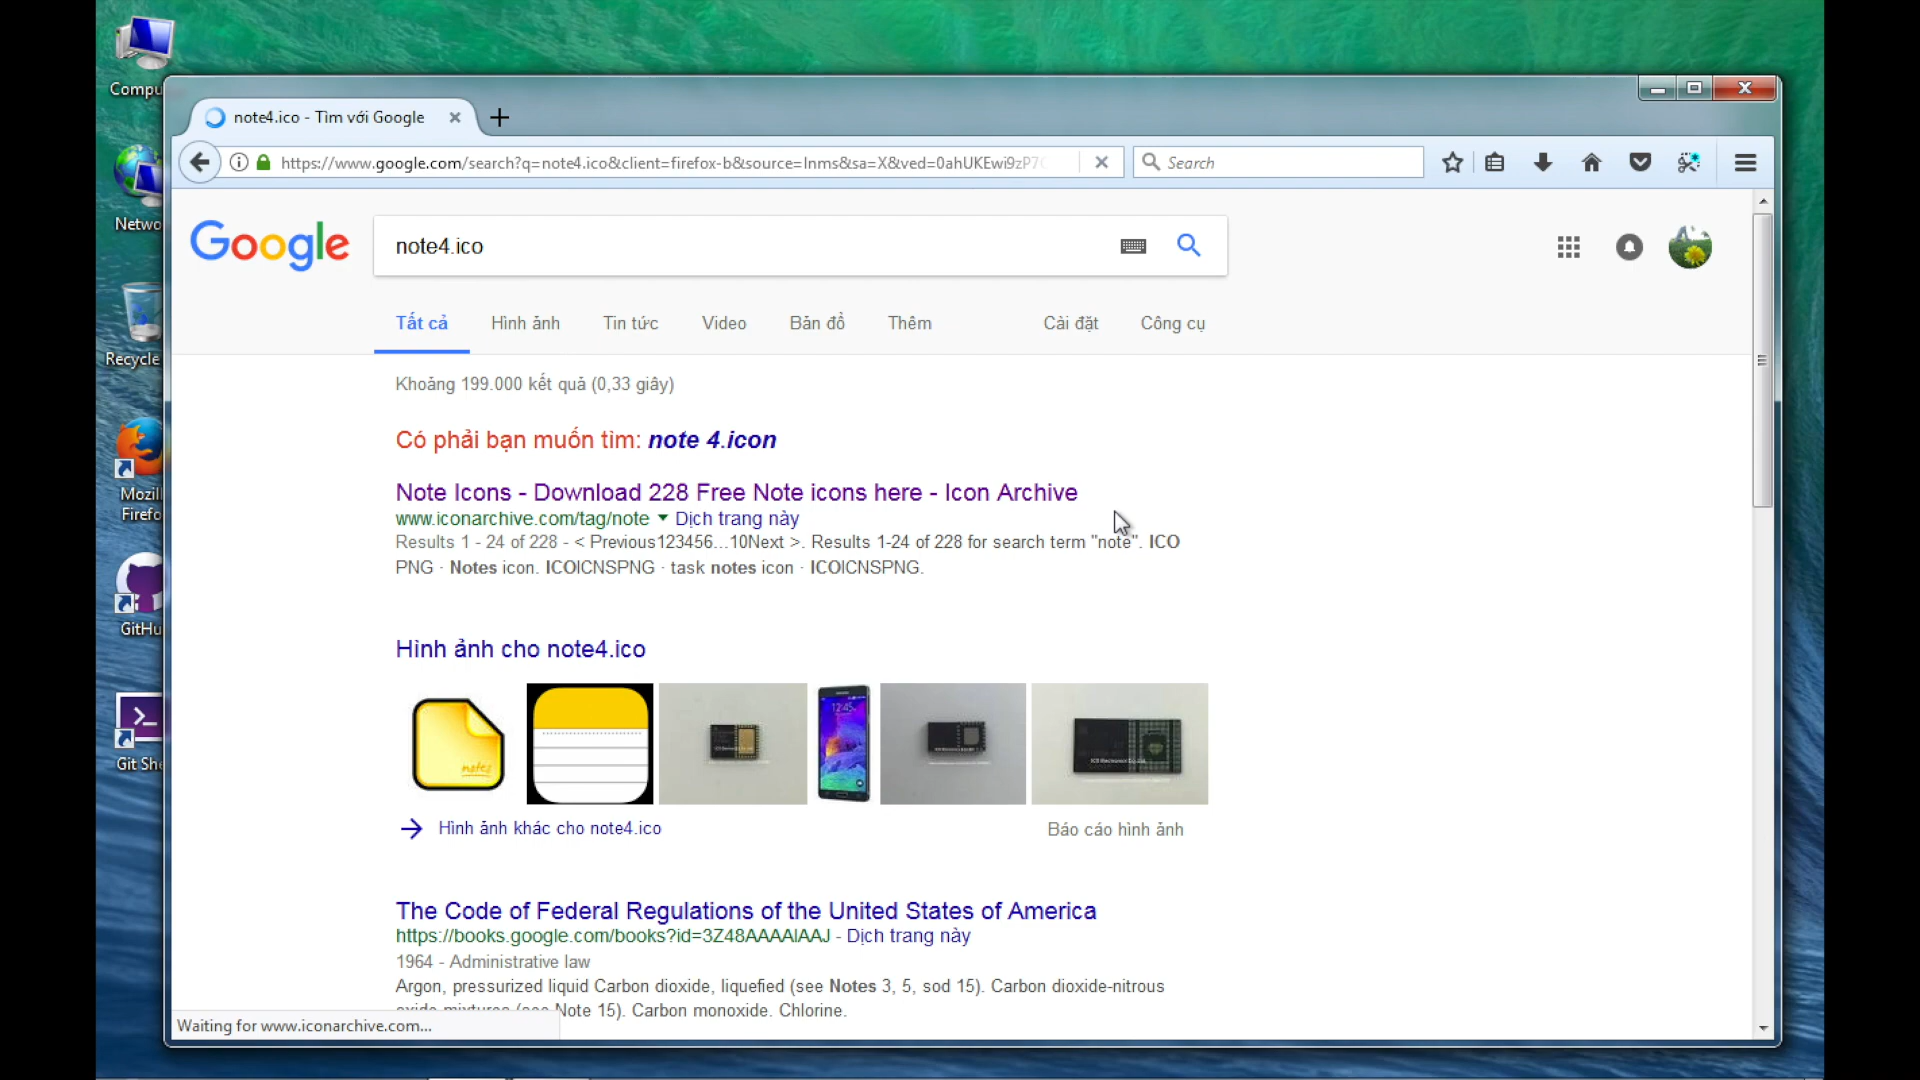 Compu
Netwo
Recycle
Mozil
Firefo
GitHu
Git She
note4.ico - Tìm với Google
https://www.google.com/search?q=note4.ico&client=firefox-b&source=lnms&sa=X&ved=0ahUKEwi9zP7
Search
Google
note4.ico
Tất cả Hình ảnh Tin tức Video Bản đồ Thêm Cài đặt Công cụ
Khoảng 199.000 kết quả (0,33 giây)
Có phải bạn muốn tìm: note 4.icon
Note Icons - Download 228 Free Note icons here - Icon Archive
www.iconarchive.com/tag/note Dịch trang này
Results 1 - 24 of 228 - < Previous123456...10Next >. Results 1-24 of 228 for search term "note". ICO
PNG · Notes icon. ICOICNSPNG · task notes icon · ICOICNSPNG.
Hình ảnh cho note4.ico
notes
12:45
Hình ảnh khác cho note4.ico
Báo cáo hình ảnh
The Code of Federal Regulations of the United States of America
https://books.google.com/books?id=3Z48AAAAIAAJ - Dịch trang này
1964 - Administrative law
Argon, pressurized liquid Carbon dioxide, liquefied (see Notes 3, 5, sod 15). Carbon dioxide-nitrous
oxide mixtures (see Note 15). Carbon monoxide. Chlorine.
Waiting for www.iconarchive.com...